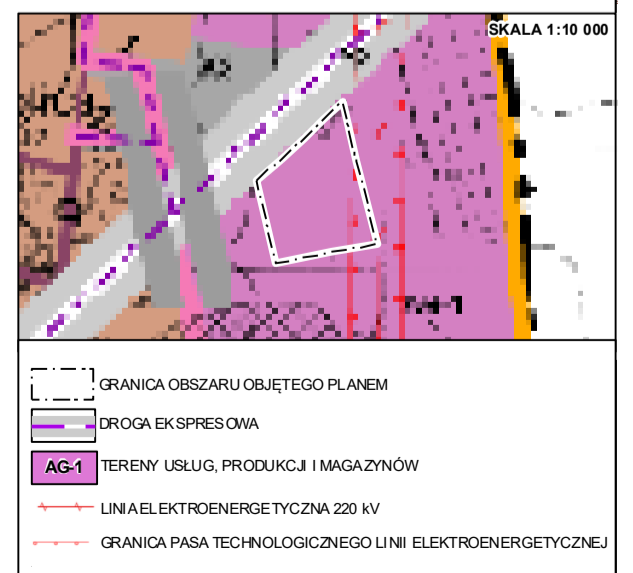 SKALA 1:10 000
GRANICA OBSZARU OBJĘTEGO PLANEM
DROGA EKSPRESOWA
AG-1 TERENY USŁUG, PRODUKCJI I MAGAZYNÓW
LINIA ELEKTROENERGETYCZNA 220 kV
GRANICA PASA TECHNOLOGICZNEGO LINII ELEKTROENERGETYCZNEJ